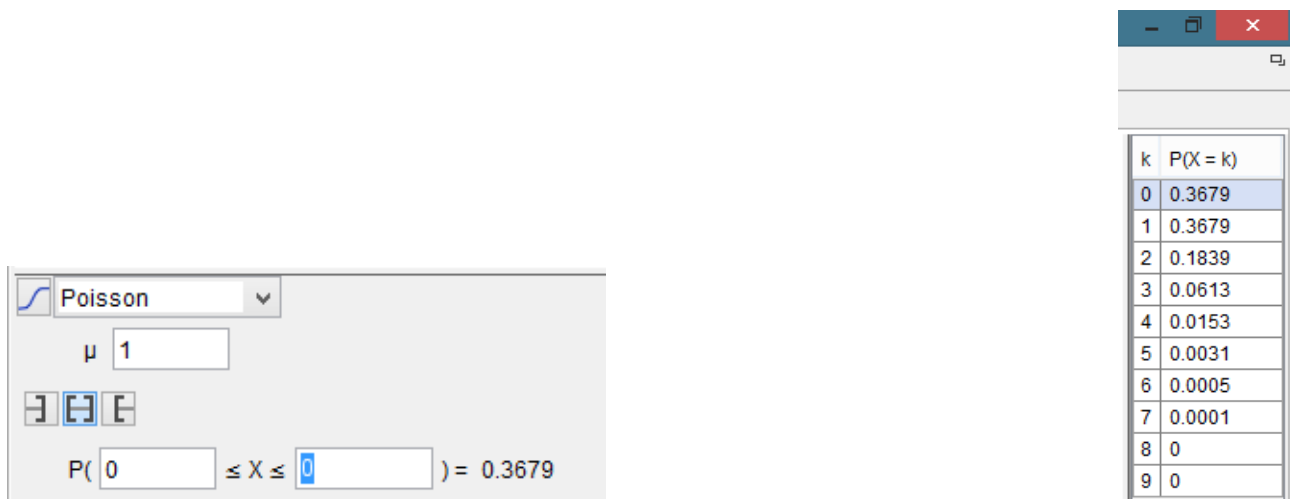 Poisson
μ 1
P( 0 ≤ X ≤ 0 ) = 0.3679
k P(X = k)
0 0.3679
1 0.3679
2 0.1839
3 0.0613
4 0.0153
5 0.0031
6 0.0005
7 0.0001
8 0
9 0